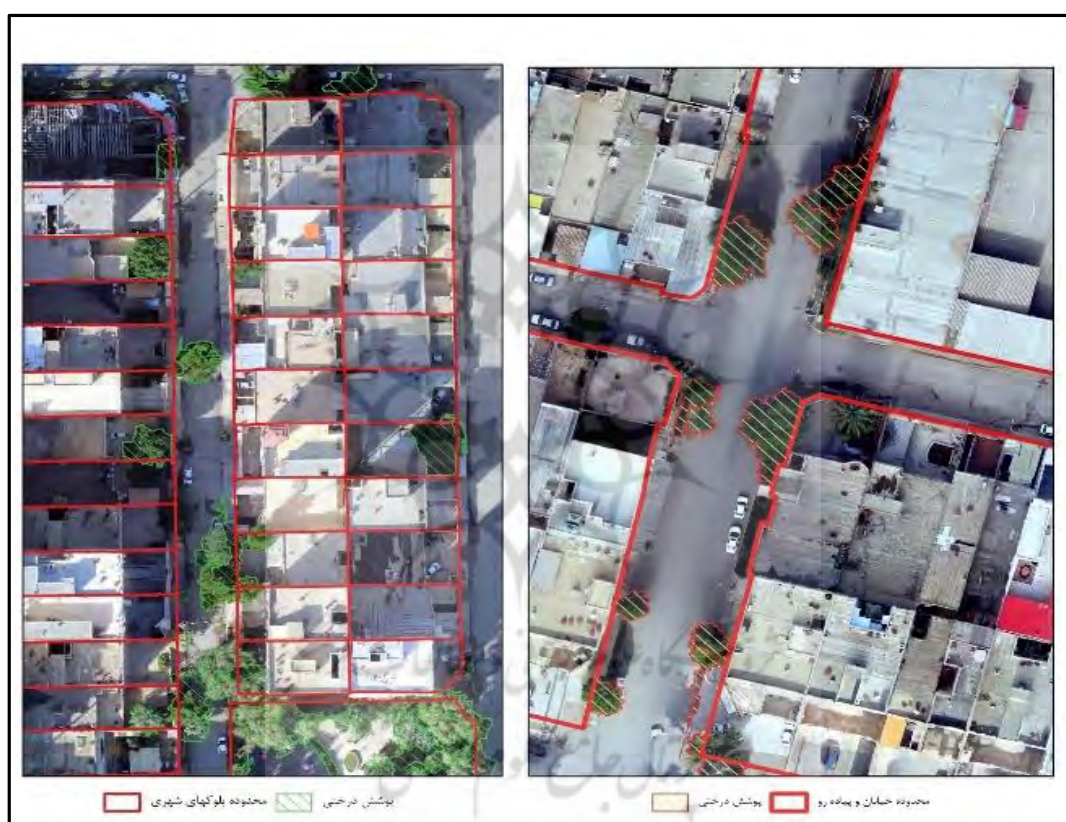 محدوده خیابان و پیاده رو
پوشش درختی
پوشش درختی
محدوده بلوکهای شهری